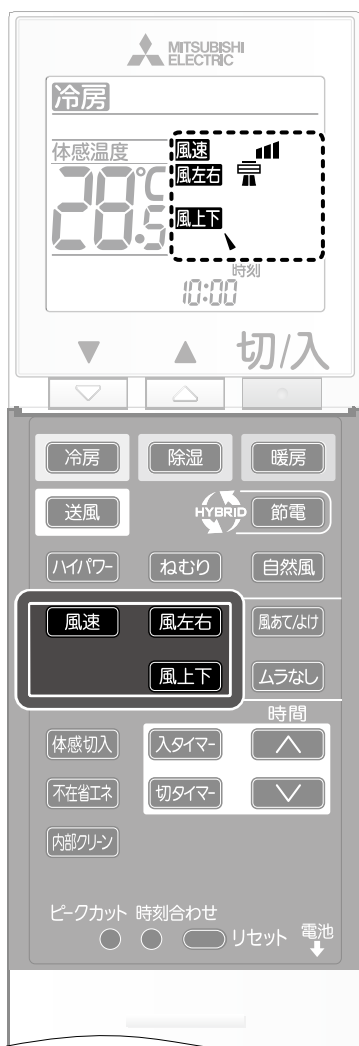 MITSUBISHI
ELECTRIC
冷房
体感温度
風速
風左右
28.5℃
風上下
時刻
10:00
切/入
冷房 除湿 暖房
送風 HYBRID 節電
ハイパワー ねむり 自然風
風速 風左右 風あて/よけ
風上下 ムラなし
時間
体感切入 入タイマー
不在省エネ 切タイマー
内部クリーン
ピークカット 時刻合わせ
リセット 電池